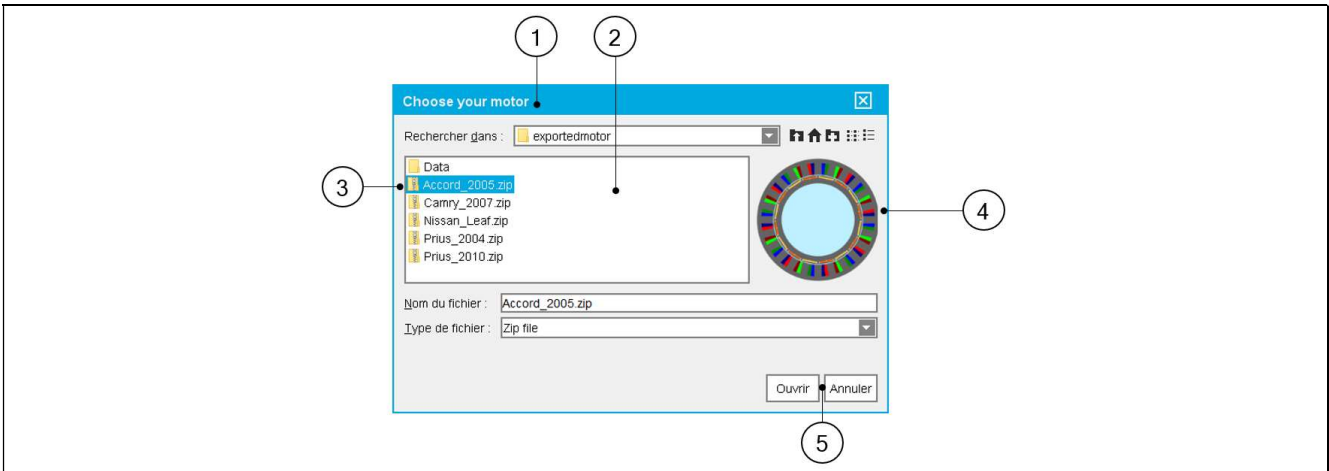 1 2
Choose your motor
Rechercher dans : exportedmotor
Data
3 Accord_2005.zip
Camry_2007.zip
Nissan_Leaf.zip
Prius_2004.zip
Prius_2010.zip
4
Nom du fichier : Accord_2005.zip
Type de fichier : Zip file
Ouvrir Annuler
5